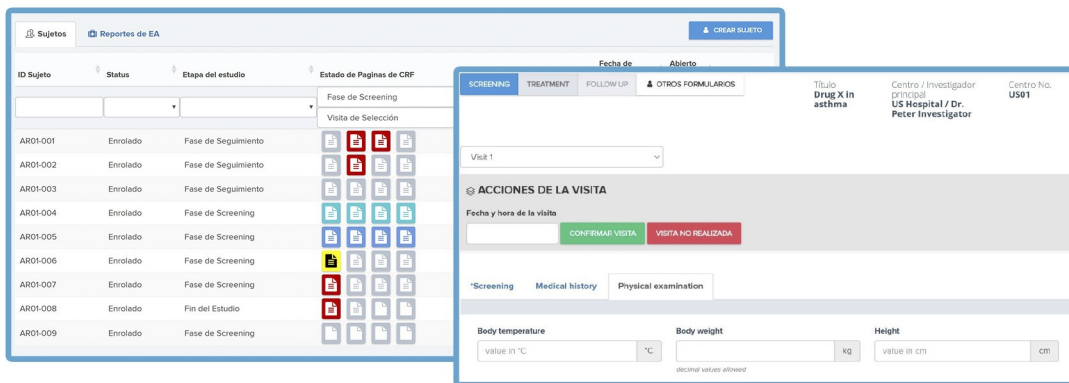 Sujetos
Reportes de EA
CREAR SUJETO
ID Sujeto
Status
Etapa del estudio
Estado de Paginas de CRF
Fecha de
Abierto
Fase de Screening
Visita de Selección
AR01-001 Enrolado Fase de Seguimiento
AR01-002 Enrolado Fase de Seguimiento
AR01-003 Enrolado Fase de Seguimiento
AR01-004 Enrolado Fase de Screening
AR01-005 Enrolado Fase de Screening
AR01-006 Enrolado Fase de Screening
AR01-007 Enrolado Fase de Screening
AR01-008 Enrolado Fin del Estudio
AR01-009 Enrolado Fase de Screening
SCREENING
TREATMENT
FOLLOW UP
OTROS FORMULARIOS
Título
Drug X in
asthma
Centro / Investigador
principal
US Hospital / Dr.
Peter Investigator
Centro No.
US01
Visit 1
ACCIONES DE LA VISITA
Fecha y hora de la visita
CONFIRMAR VISITA
VISITA NO REALIZADA
*Screening
Medical history
Physical examination
Body temperature
value in °C
°C
Body weight
kg
decimal values allowed
Height
value in cm
cm